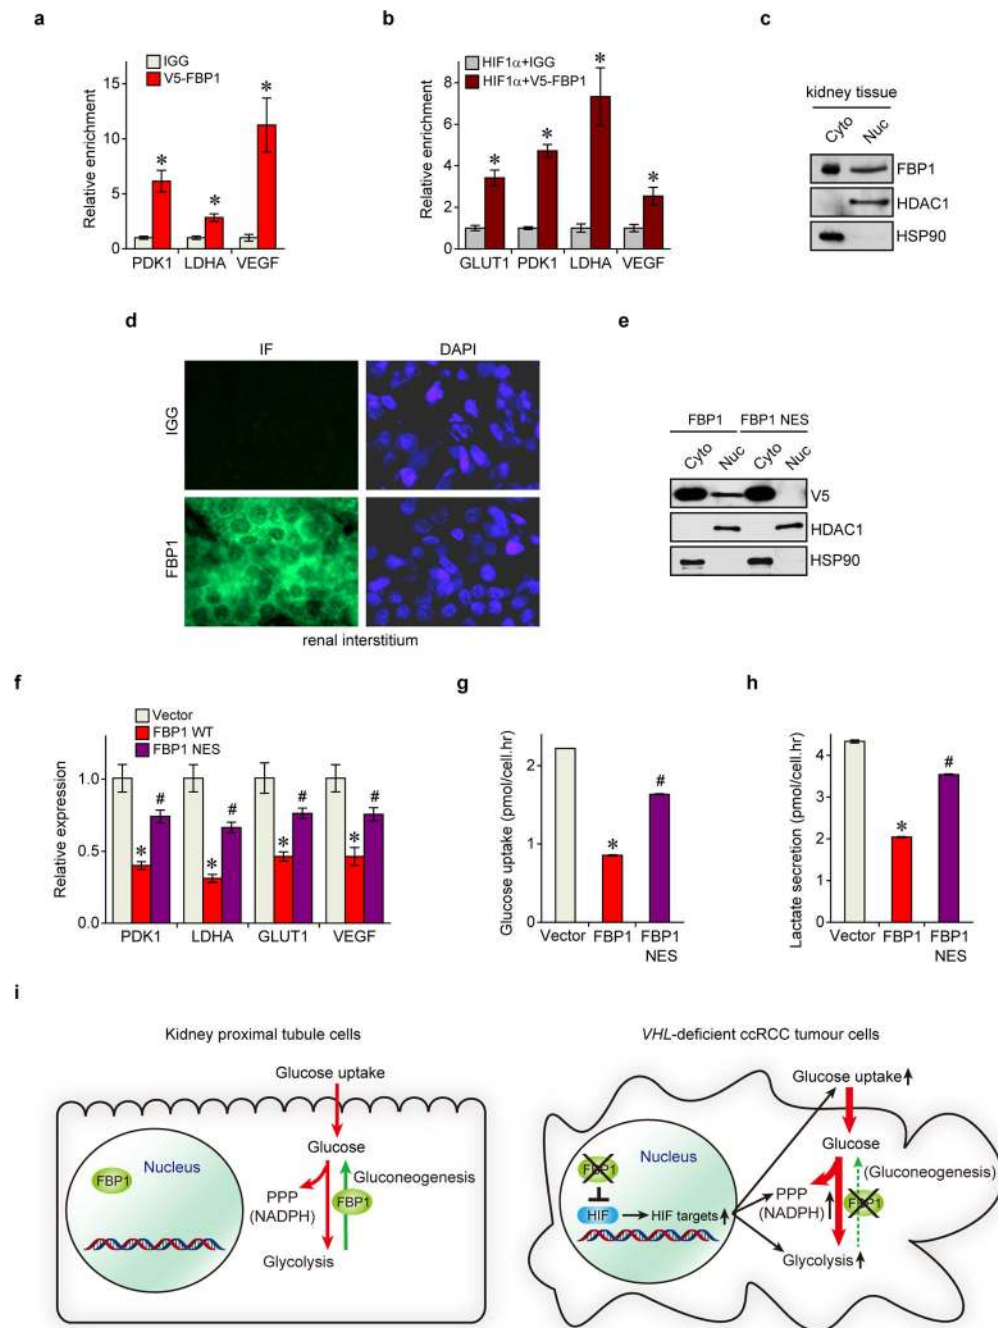 a
IGG
V5-FBP1
Relative enrichment
15
10
5
0
PDK1 LDHA VEGF
* * *
b
HIF1α+IGG
HIF1α+V5-FBP1
Relative enrichment
8
6
4
2
0
GLUT1 PDK1 LDHA VEGF
* * * *
c
kidney tissue
Cyto Nuc
FBP1
HDAC1
HSP90
d
IF DAPI
IGG
FBP1
renal interstitium
e
FBP1 FBP1 NES
Cyto Nuc Cyto Nuc
V5
HDAC1
HSP90
f
Vector
FBP1 WT
FBP1 NES
Relative expression
1.0
0.5
0.0
* # * # * # * #
PDK1 LDHA GLUT1 VEGF
g
Glucose uptake (pmol/cell.hr)
2
1
0
* #
Vector FBP1 FBP1
NES
h
Lactate secretion (pmol/cell.hr)
4
3
2
1
0
* #
Vector FBP1 FBP1
NES
i
Kidney proximal tubule cells
Glucose uptake
Glucose
Nucleus
FBP1
Gluconeogenesis
PPP
(NADPH)
FBP1
Glycolysis
VHL-deficient ccRCC tumour cells
Glucose uptake
Glucose
Nucleus
FBP1
(Gluconeogenesis)
PPP
(NADPH)
FBP1
HIF HIF targets
Glycolysis